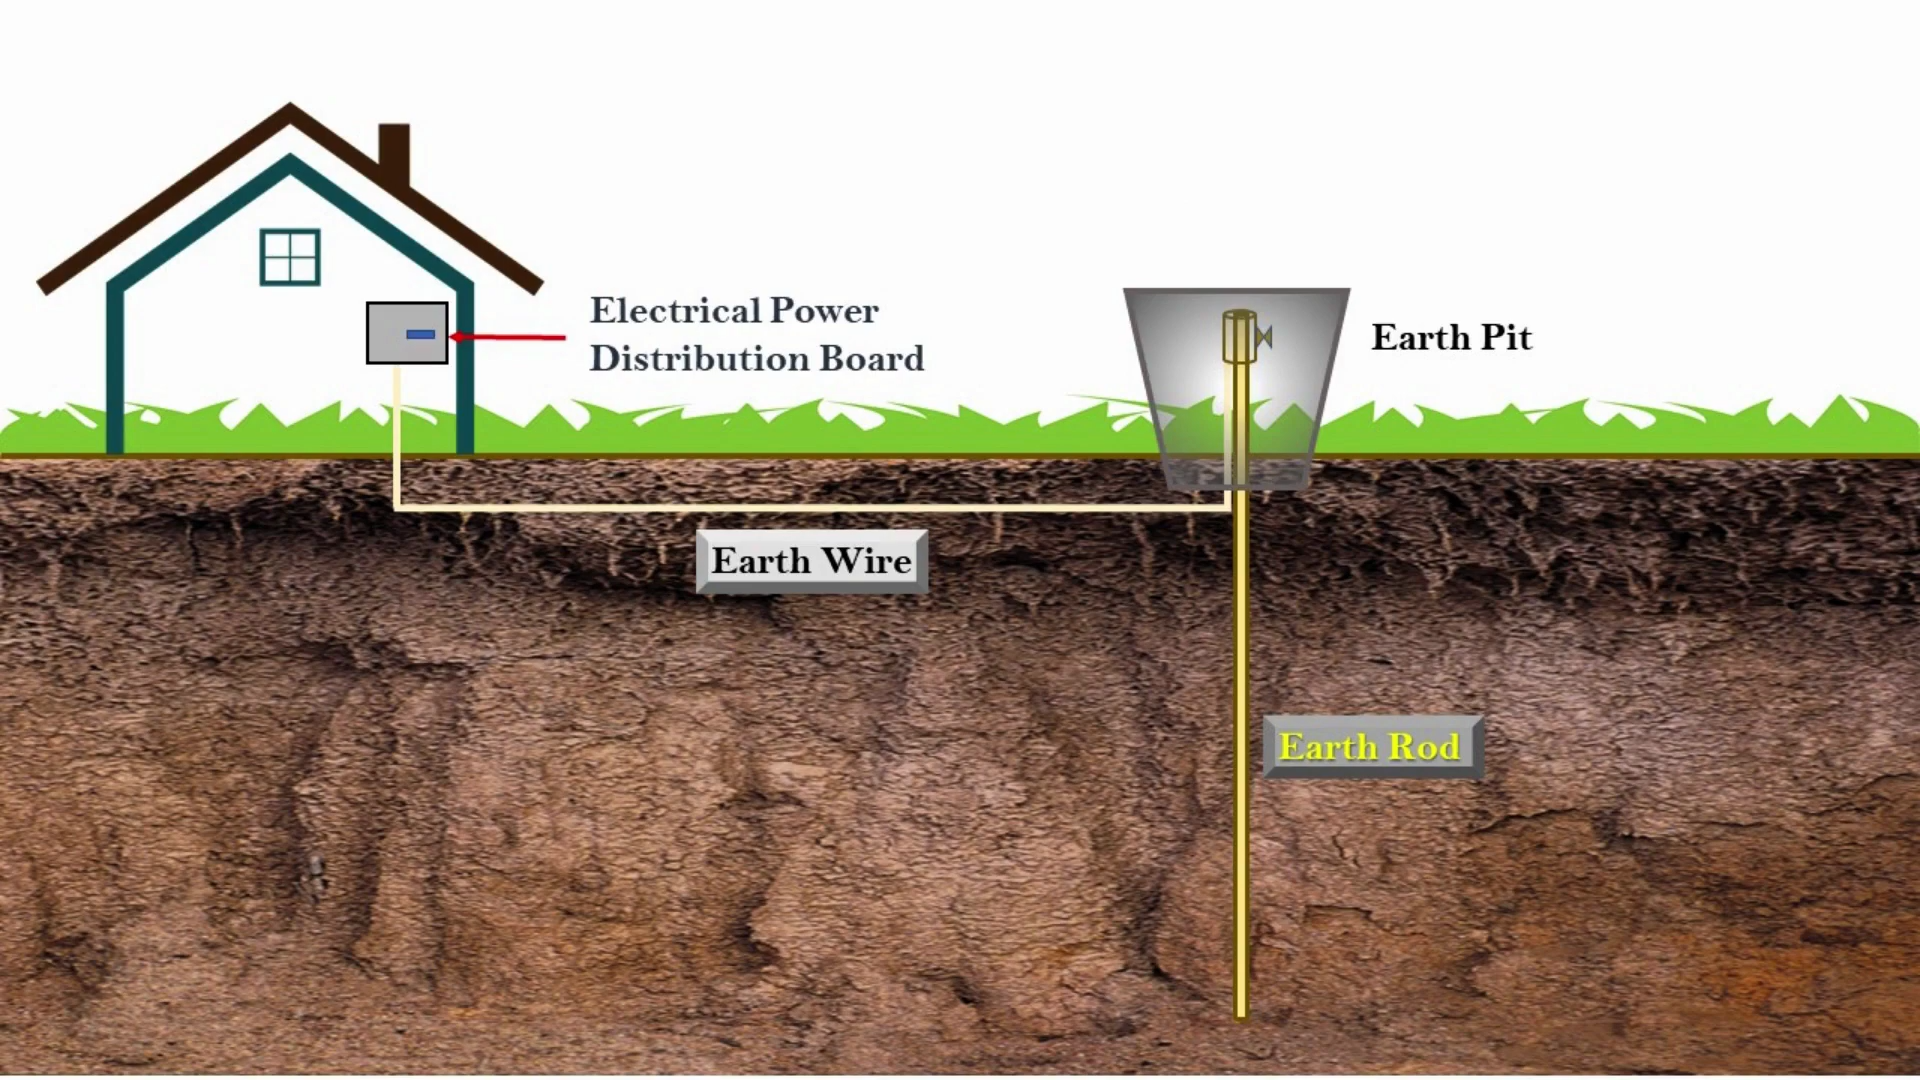 Electrical Power
Distribution Board
Earth Pit
Earth Wire
Earth Rod